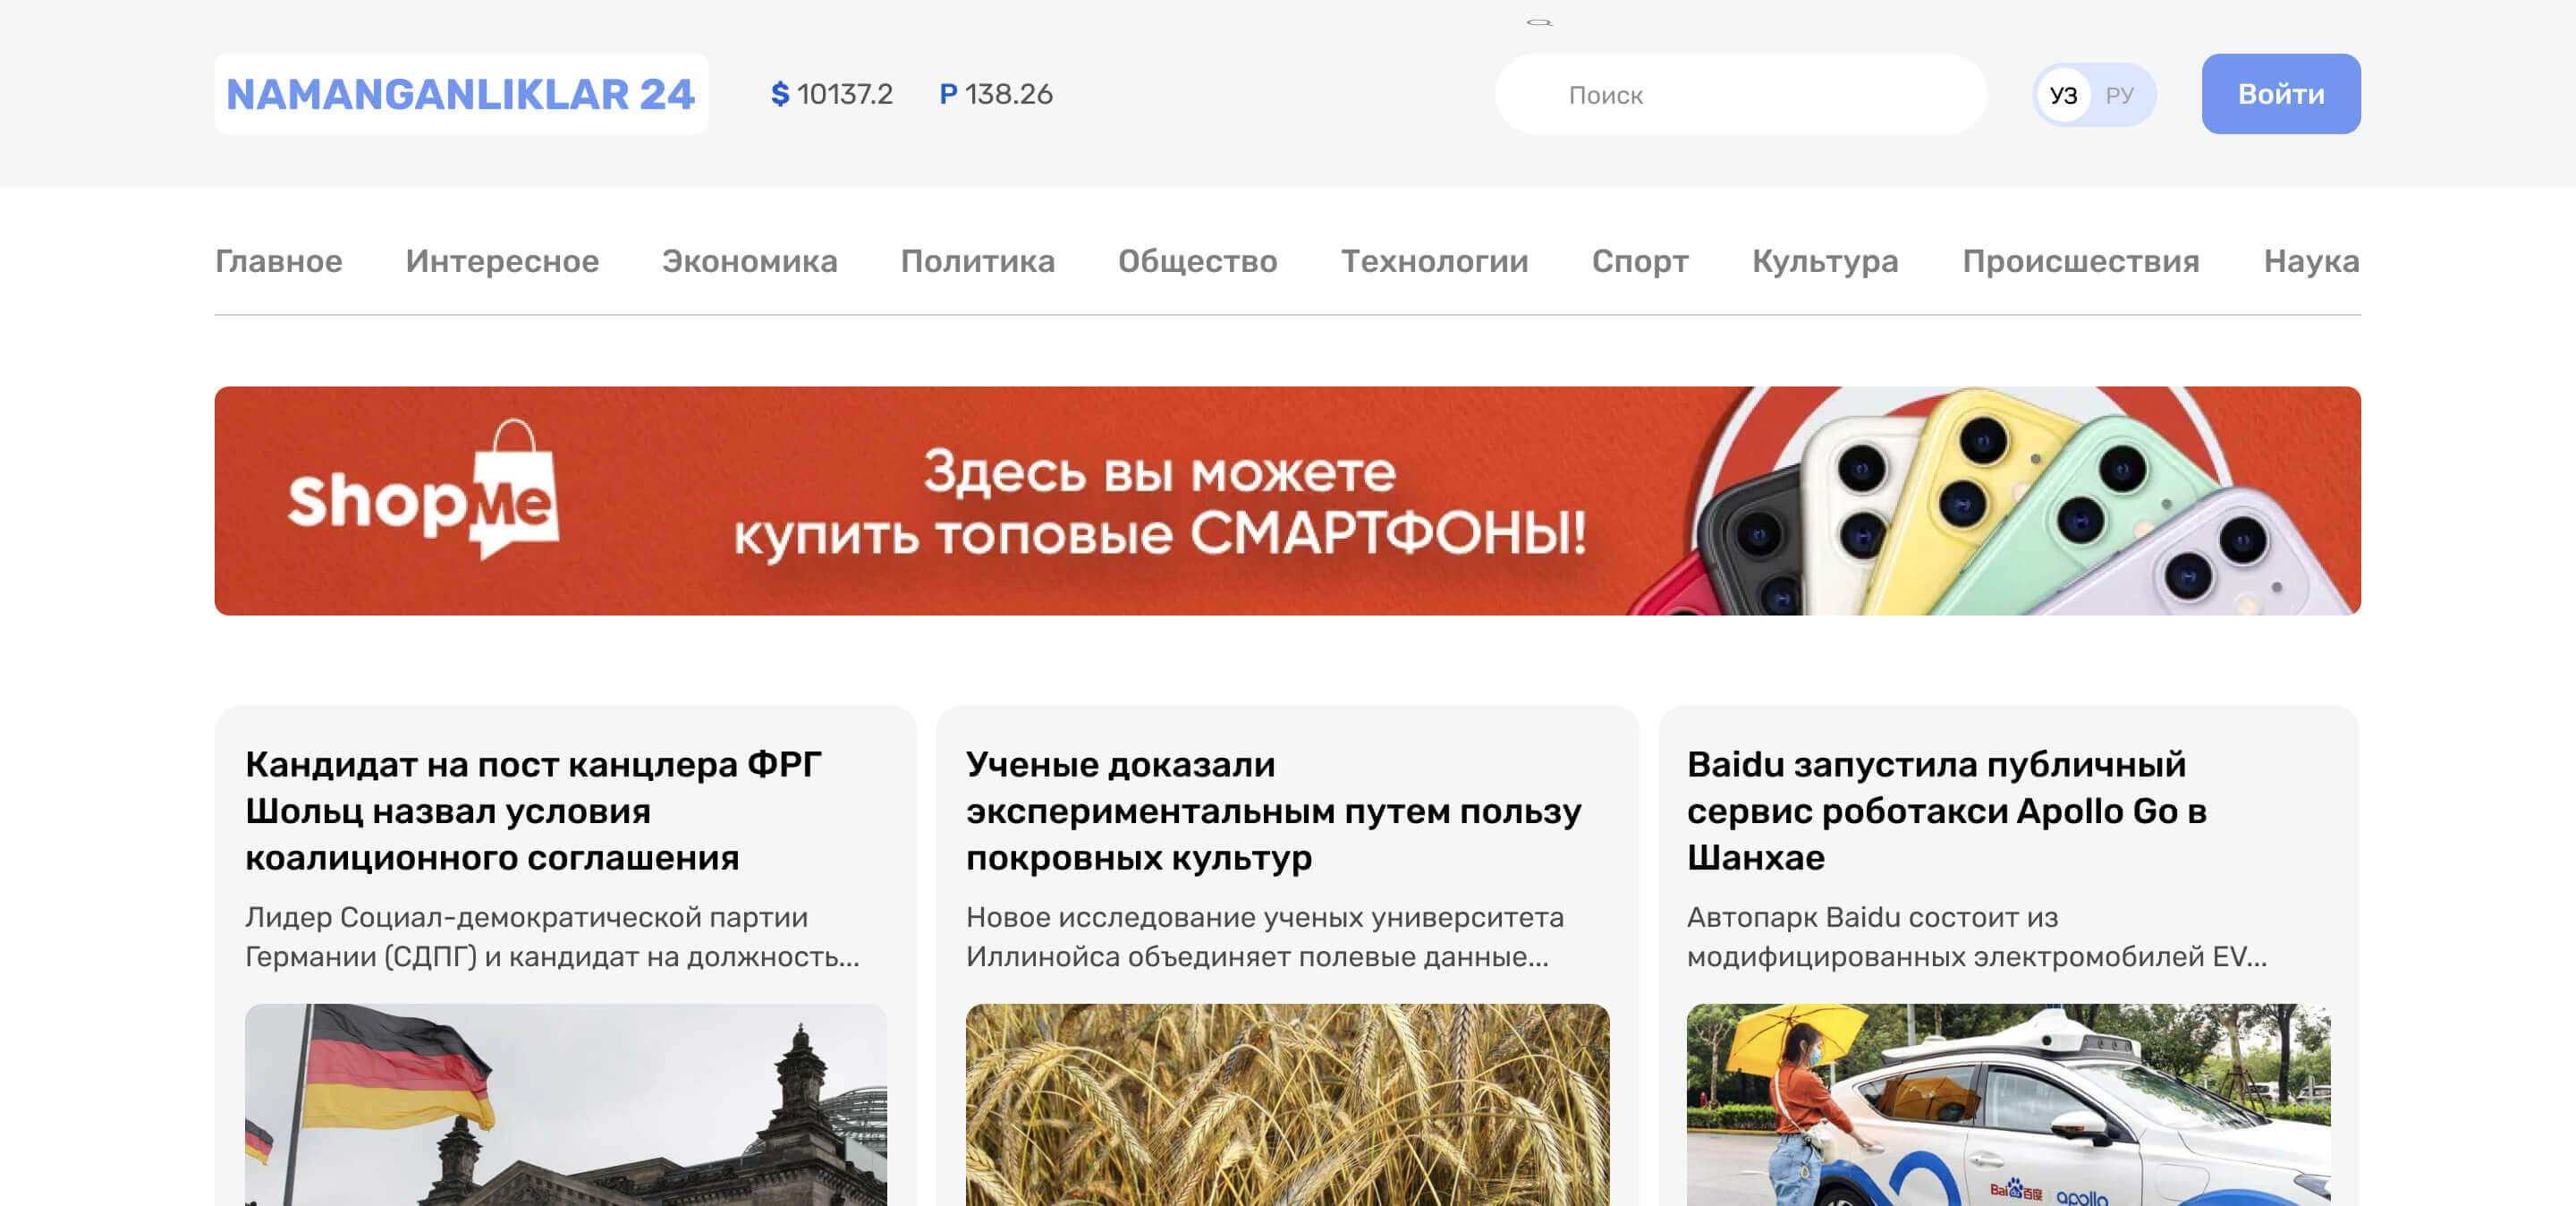 NAMANGANLIKLAR 24
$ 10137.2 P 138.26
Поиск
УЗ РУ
Войти
Главное Интересное Экономика Политика Общество Технологии Спорт Культура Происшествия Наука
ShopMe
Здесь вы можете
купить топовые СМАРТФОНЫ!
Кандидат на пост канцлера ФРГ
Шольц назвал условия
коалиционного соглашения
Лидер Социал-демократической партии
Германии (СДПГ) и кандидат на должность...
Ученые доказали
экспериментальным путем пользу
покровных культур
Новое исследование ученых университета
Иллинойса объединяет полевые данные...
Baidu запустила публичный
сервис роботакси Apollo Go в
Шанхае
Автопарк Baidu состоит из
модифицированных электромобилей EV...
Bai百度 apollo